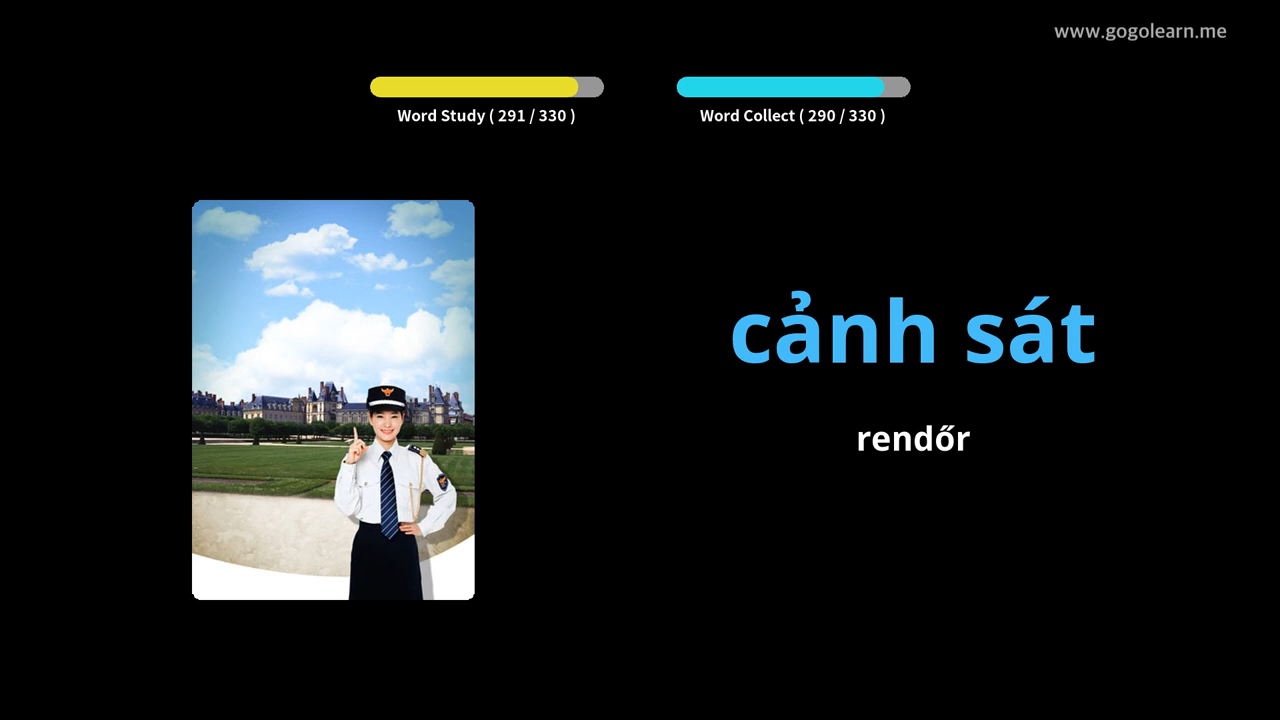 www.gogolearn.me
Word Study ( 291 / 330 )
Word Collect ( 290 / 330 )
cảnh sát
rendőr